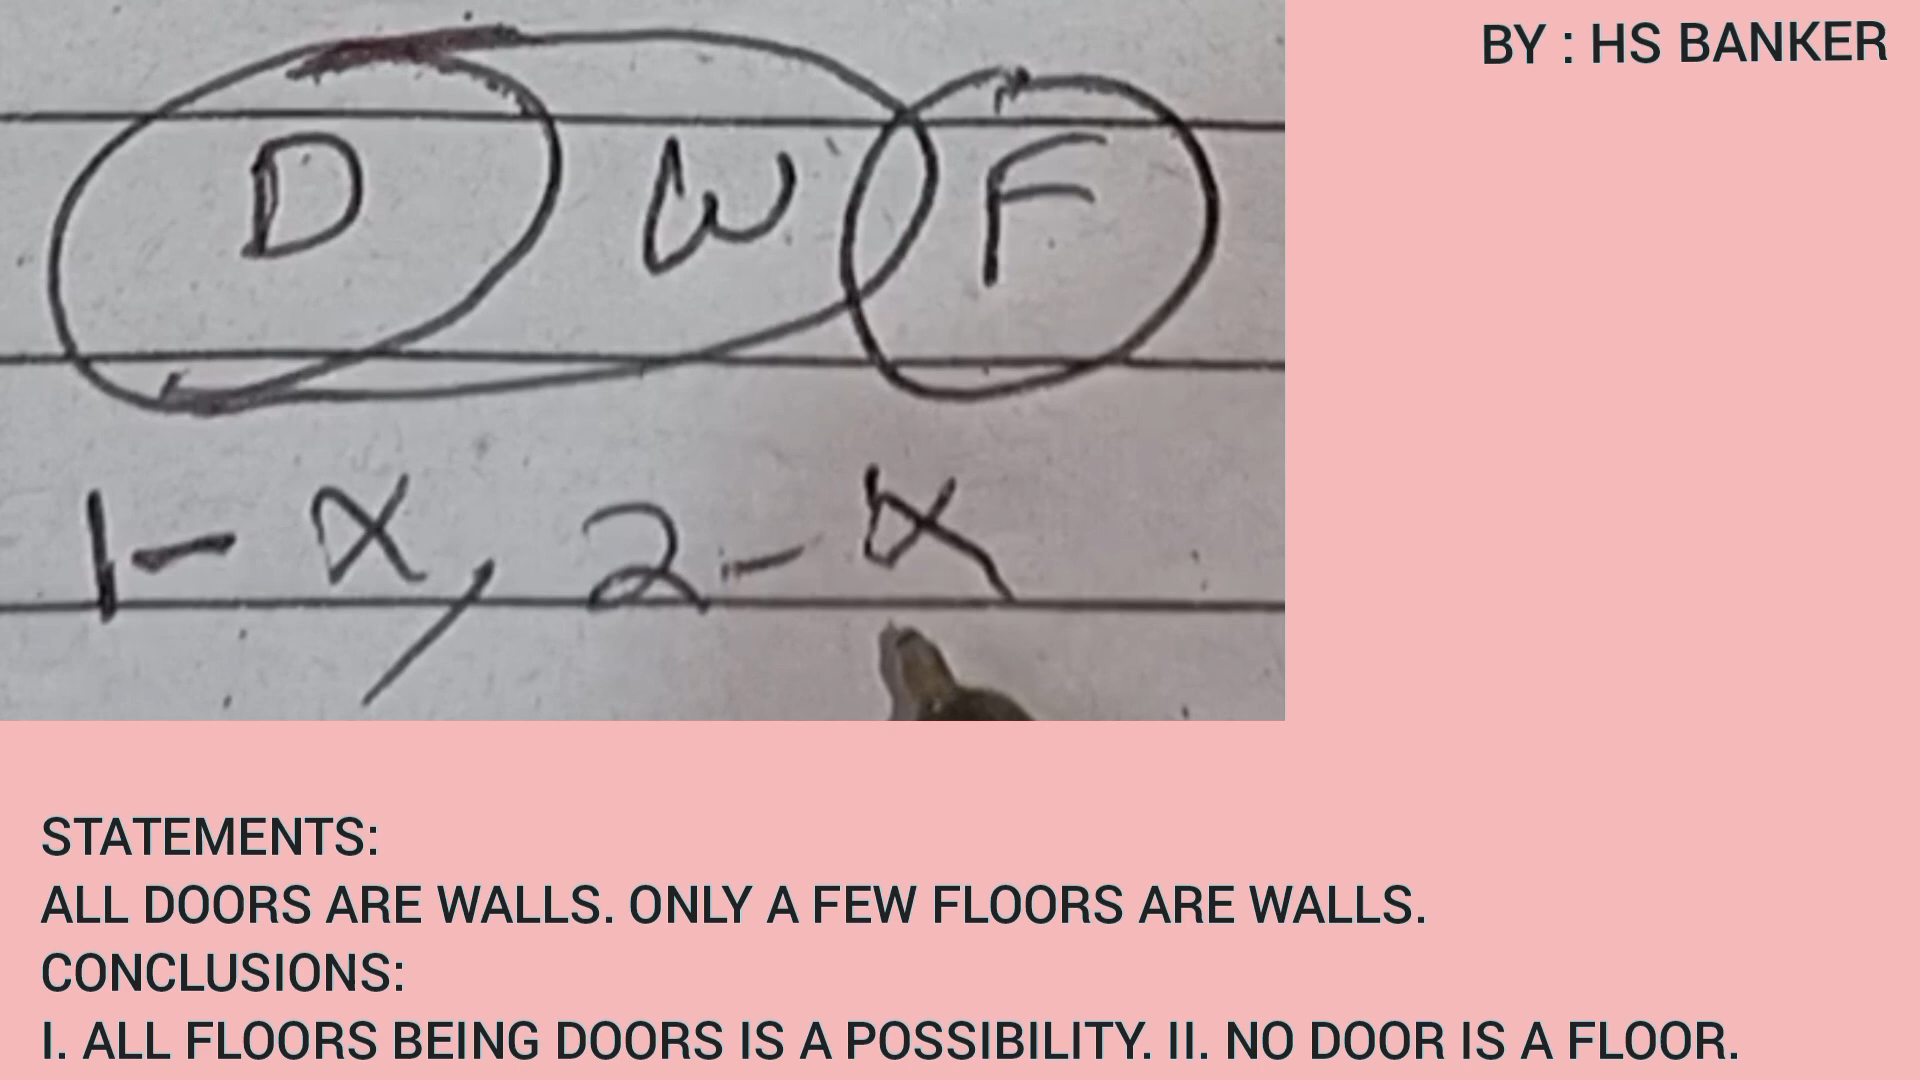 BY : HS BANKER
D W F
1- x, 2- x
STATEMENTS:
ALL DOORS ARE WALLS. ONLY A FEW FLOORS ARE WALLS.
CONCLUSIONS:
I. ALL FLOORS BEING DOORS IS A POSSIBILITY. II. NO DOOR IS A FLOOR.